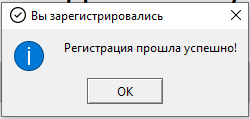 Вы зарегистрировались
Регистрация прошла успешно!
OK